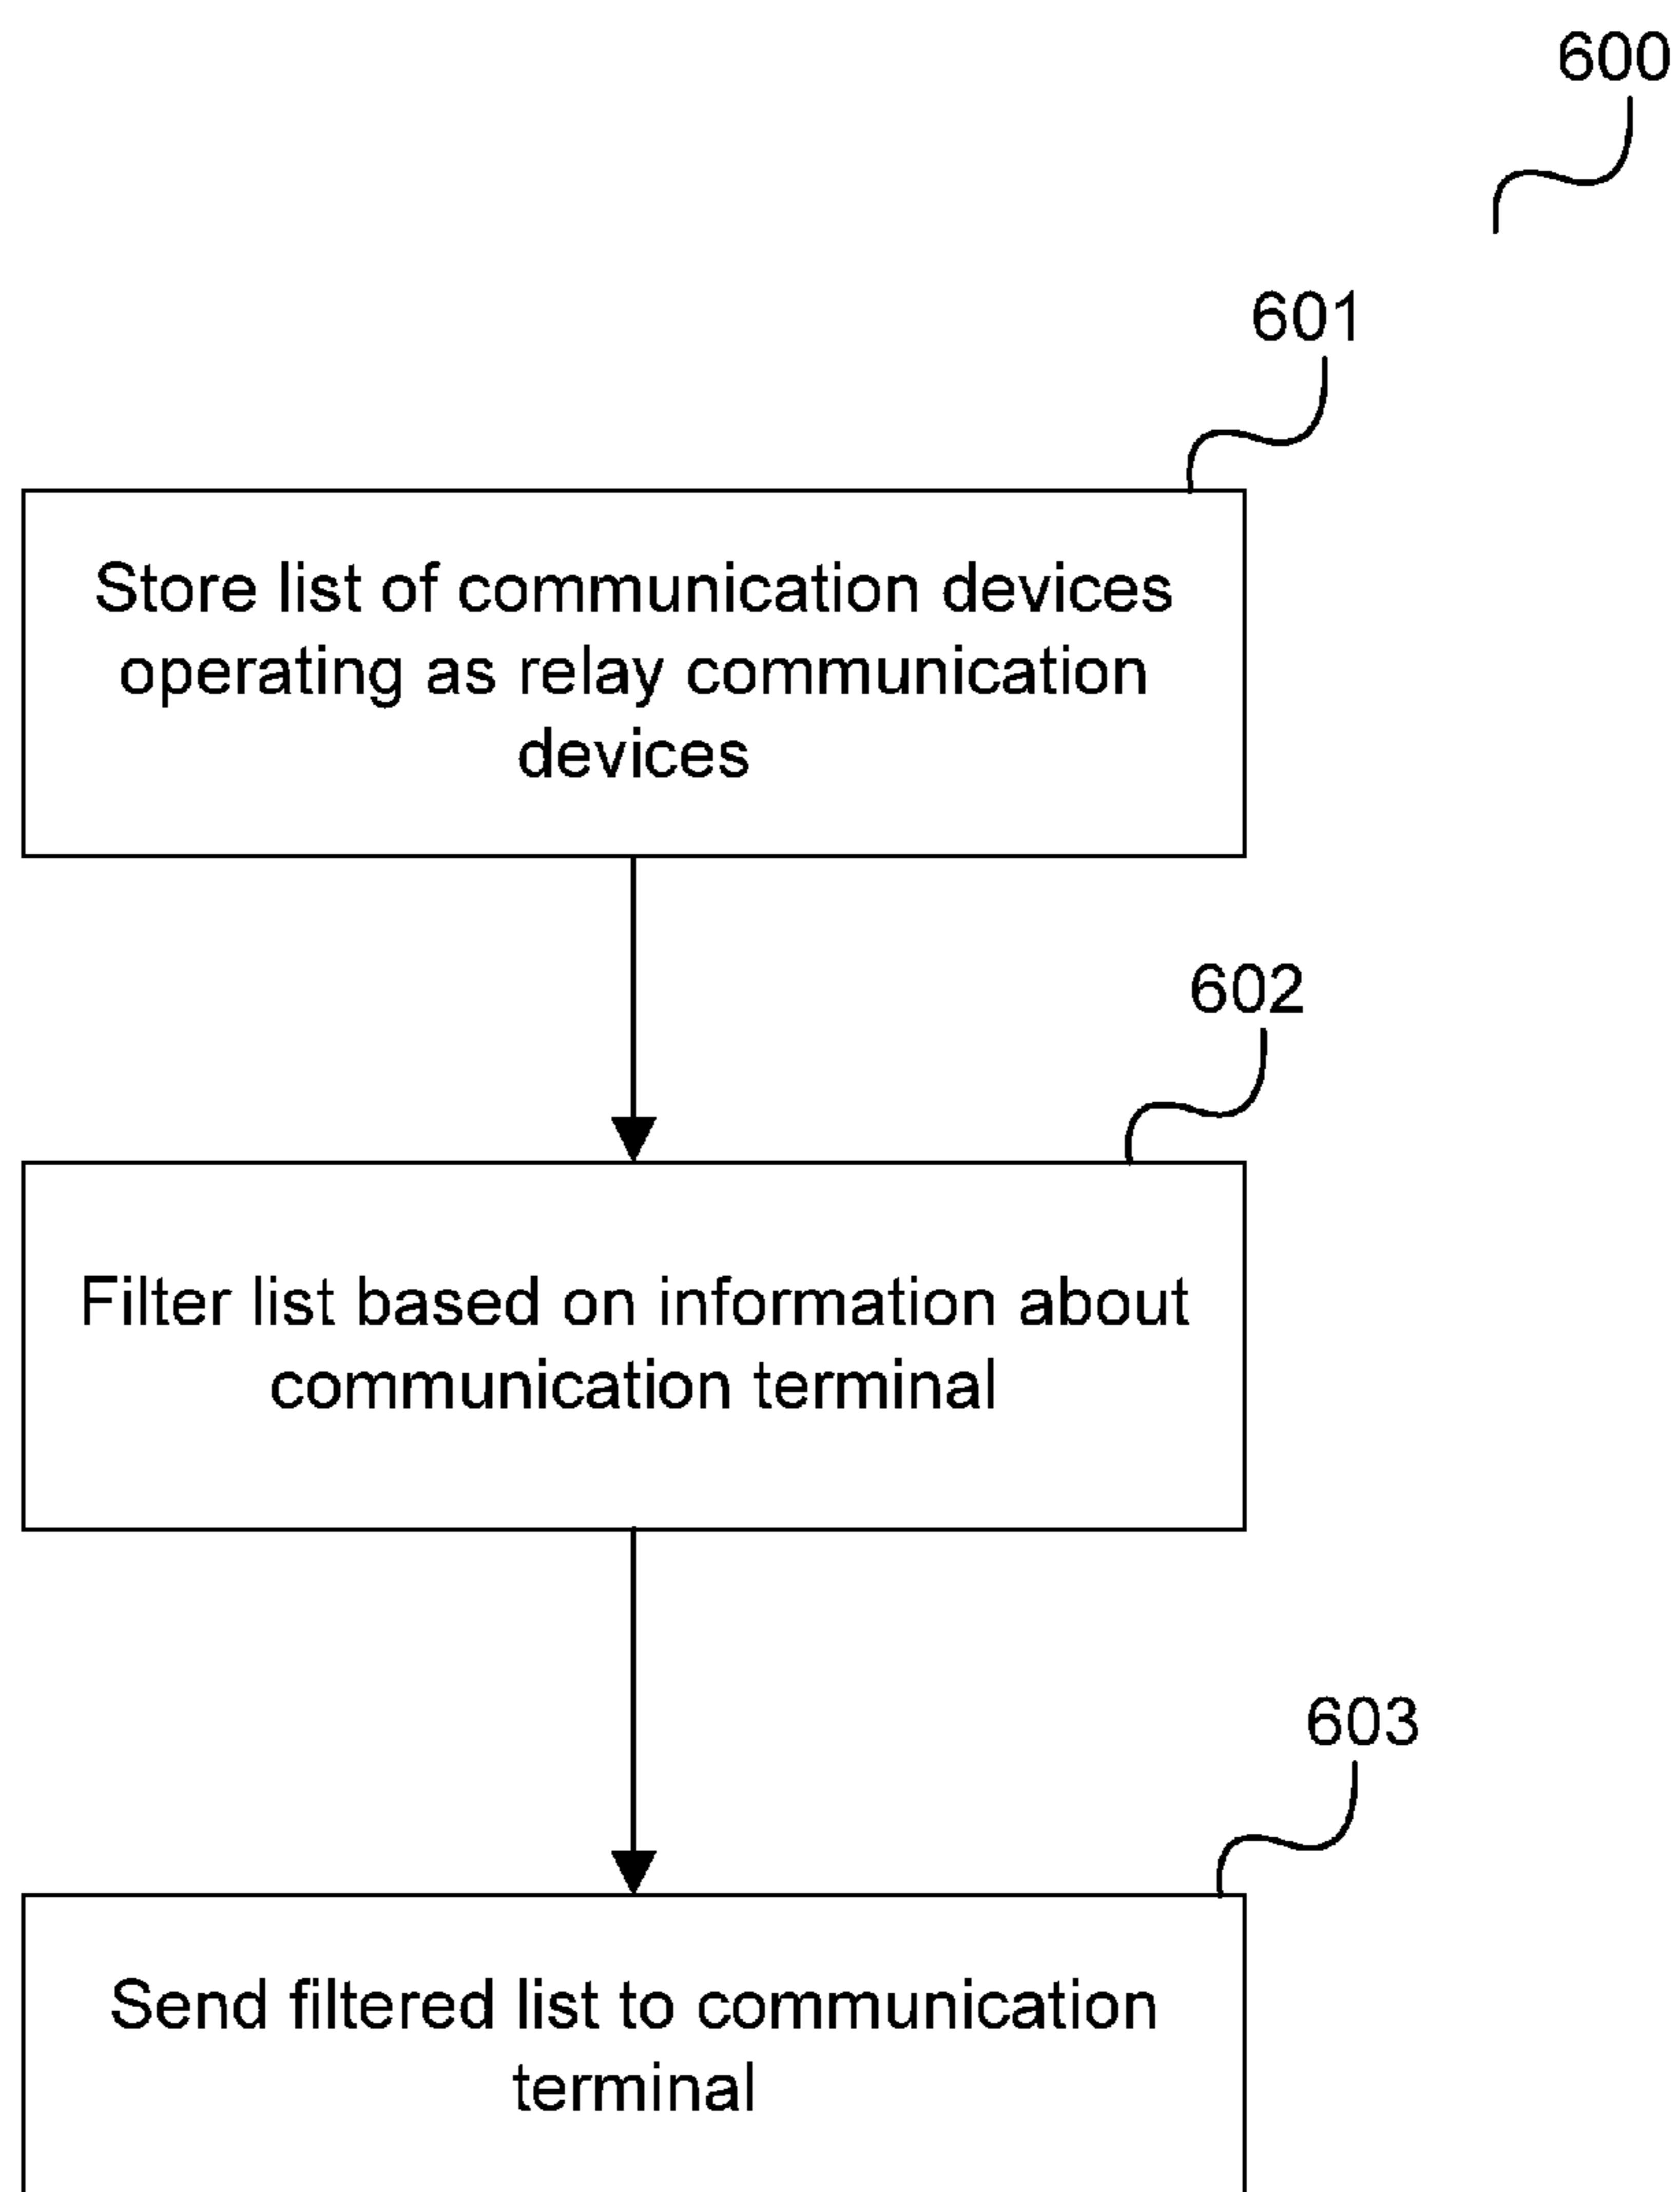 600
601
Store list of communication devices
operating as relay communication
devices
602
Filter list based on information about
communication terminal
603
Send filtered list to communication
terminal